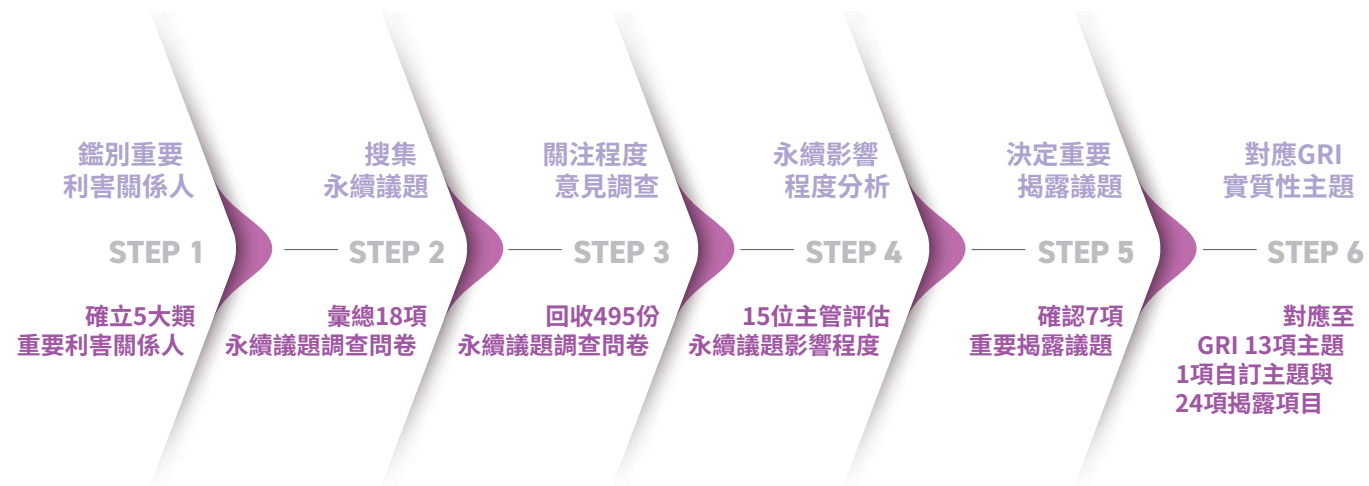 鑑別重要
利害關係人
STEP 1
確立5大類
重要利害關係人
搜集
永續議題
STEP 2
彙總18項
永續議題調查問卷
關注程度
意見調查
STEP 3
回收495份
永續議題調查問卷
永續影響
程度分析
STEP 4
15位主管評估
永續議題影響程度
決定重要
揭露議題
STEP 5
確認7項
重要揭露議題
對應GRI
實質性主題
STEP 6
對應至
GRI 13項主題
1項自訂主題與
24項揭露項目